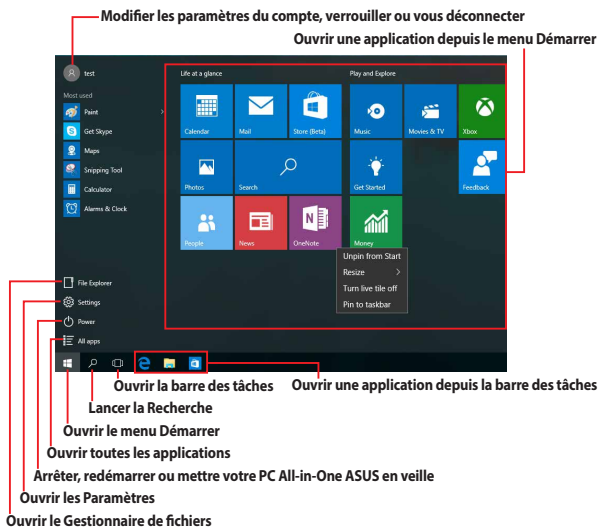 Modifier les paramètres du compte, verrouiller ou vous déconnecter
Ouvrir une application depuis le menu Démarrer
test
Most used
Paint
Get Skype
Maps
Snipping Tool
Calculator
Alarms & Clock
File Explorer
Settings
Power
All apps
Life at a glance
Calendar
Mail
Store (Beta)
Photos
Search
People
News
OneNote
Play and Explore
Music
Movies & TV
Xbox
Get Started
Feedback
Money
Unpin from Start
Resize
Turn live tile off
Pin to taskbar
Ouvrir la barre des tâches
Ouvrir une application depuis la barre des tâches
Lancer la Recherche
Ouvrir le menu Démarrer
Ouvrir toutes les applications
Arrêter, redémarrer ou mettre votre PC All-in-One ASUS en veille
Ouvrir les Paramètres
Ouvrir le Gestionnaire de fichiers